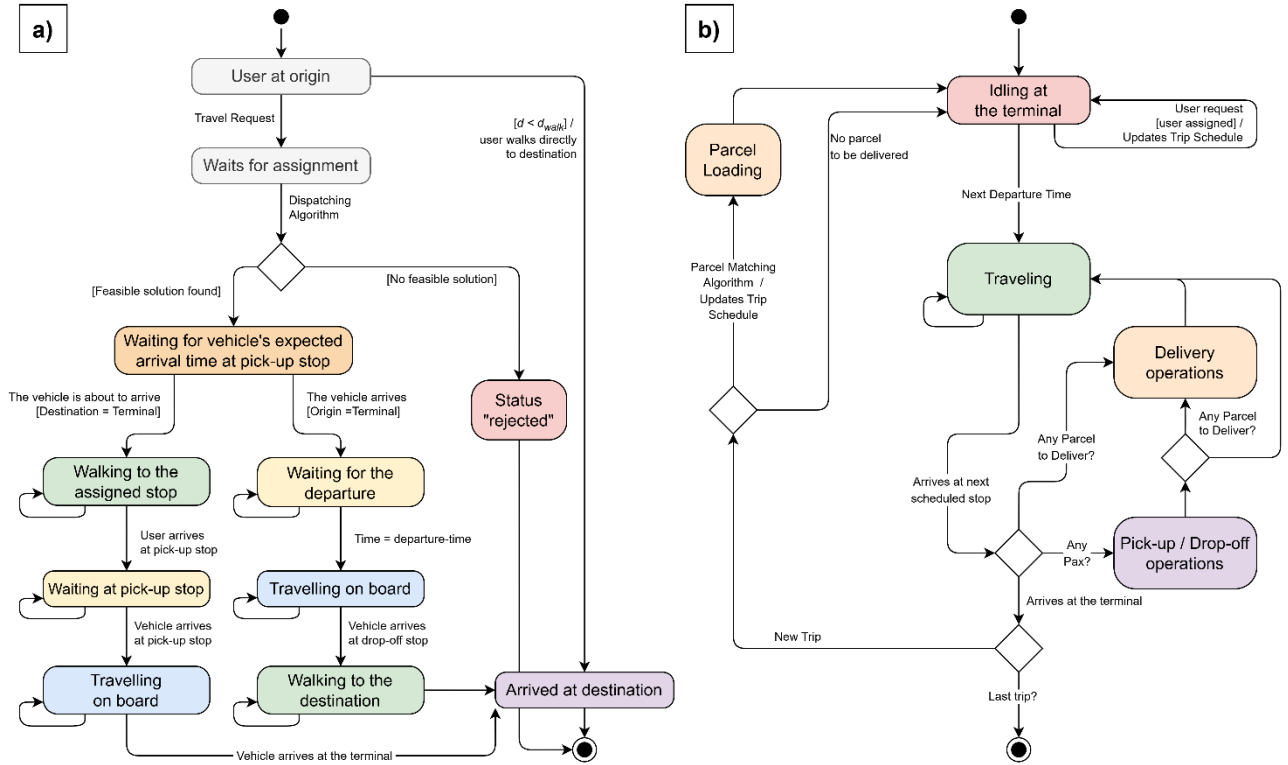 a)
User at origin
Travel Request
[d < dwalk] /
user walks directly
to destination
Waits for assignment
Dispatching
Algorithm
[Feasible solution found]
[No feasible solution]
Waiting for vehicle's expected
arrival time at pick-up stop
The vehicle is about to arrive
[Destination = Terminal]
The vehicle arrives
[Origin =Terminal]
Status
"rejected"
Walking to the
assigned stop
Waiting for the
departure
User arrives
at pick-up stop
Time = departure-time
Waiting at pick-up stop
Travelling on board
Vehicle arrives
at pick-up stop
Vehicle arrives
at drop-off stop
Travelling
on board
Walking to the
destination
Arrived at destination
Vehicle arrives at the terminal
b)
Idling at
the terminal
User request
[user assigned] /
Updates Trip Schedule
Parcel
Loading
No parcel
to be delivered
Next Departure Time
Parcel Matching
Algorithm /
Updates Trip
Schedule
Traveling
Delivery
operations
Any Parcel
to Deliver?
Any Parcel
to Deliver?
Arrives at next
scheduled stop
Any
Pax?
Pick-up / Drop-off
operations
Arrives at the terminal
New Trip
Last trip?